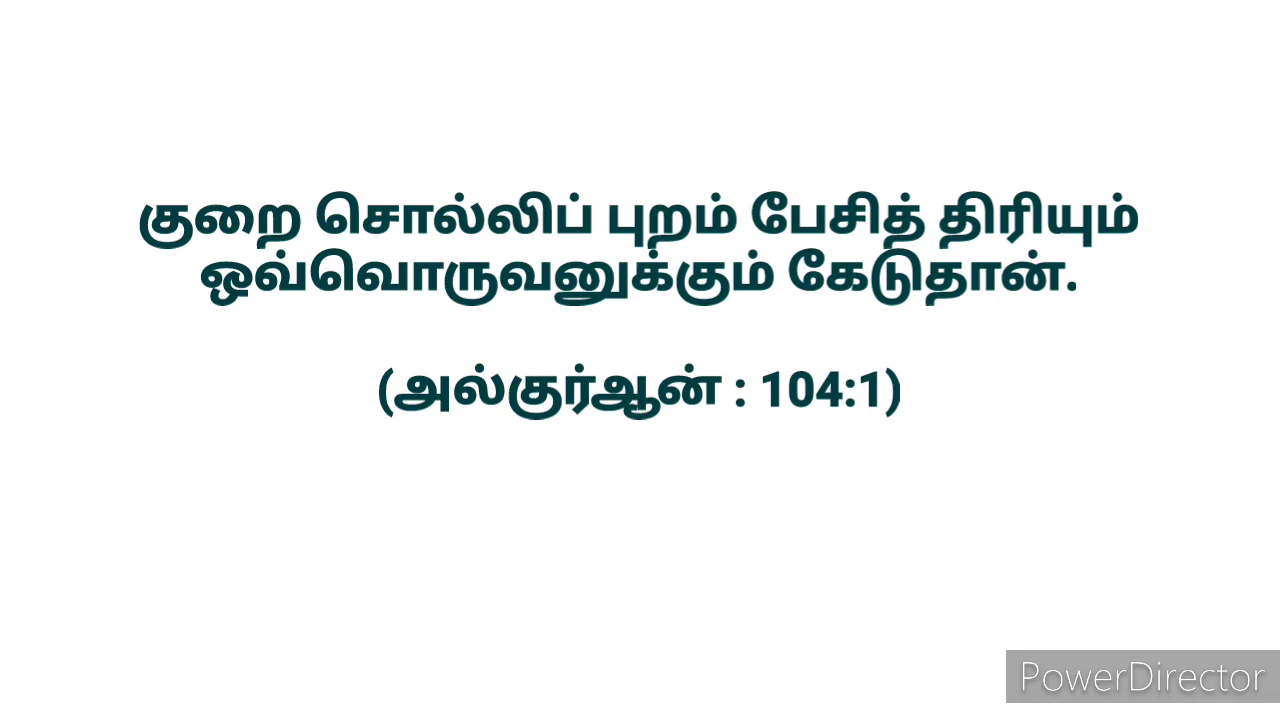 குறை சொல்லிப் புறம் பேசித் திரியும்
ஒவ்வொருவனுக்கும் கேடுதான்.
(அல்குர்ஆன் : 104:1)
PowerDirector